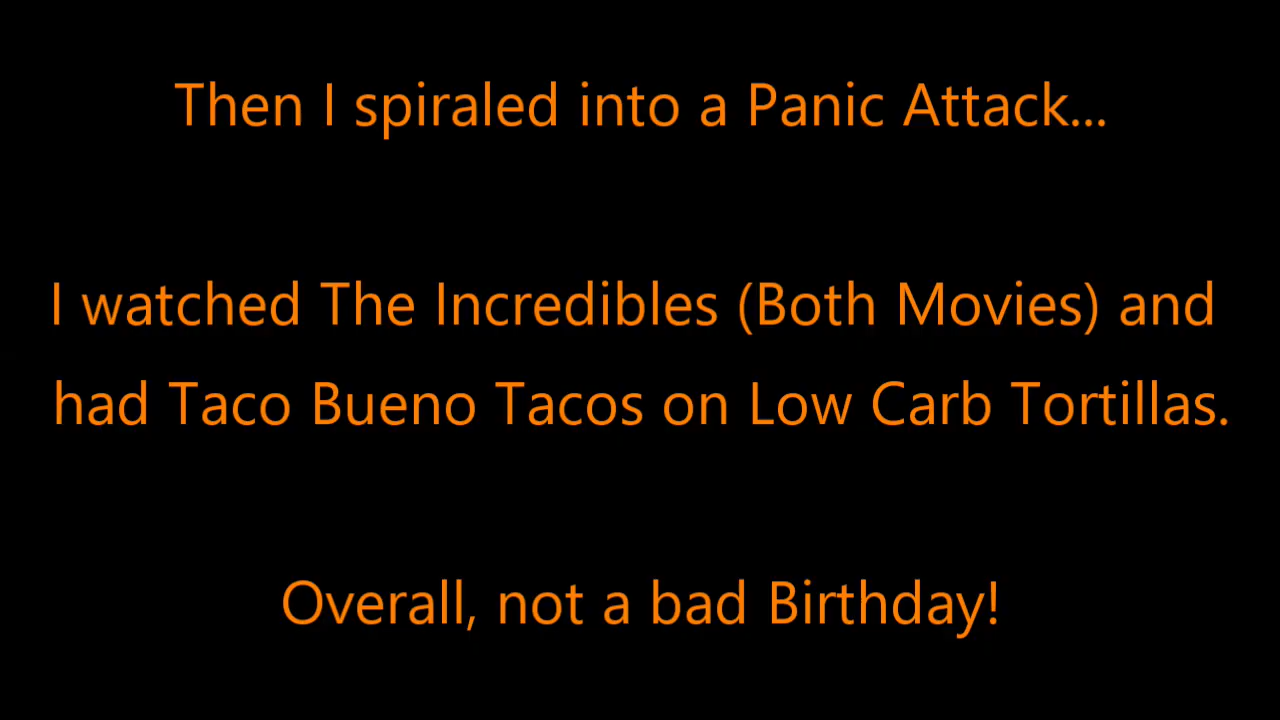 Then I spiraled into a Panic Attack...
I watched The Incredibles (Both Movies) and
had Taco Bueno Tacos on Low Carb Tortillas.
Overall, not a bad Birthday!